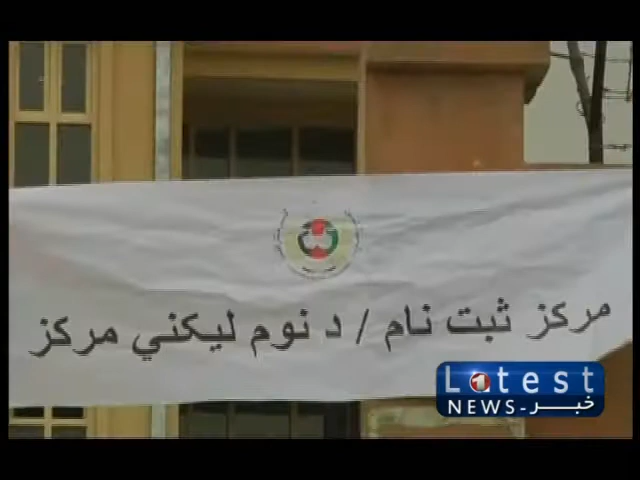 مرکز ثبت نام / د نوم ليکني مرکز
Latest
NEWS - خبر